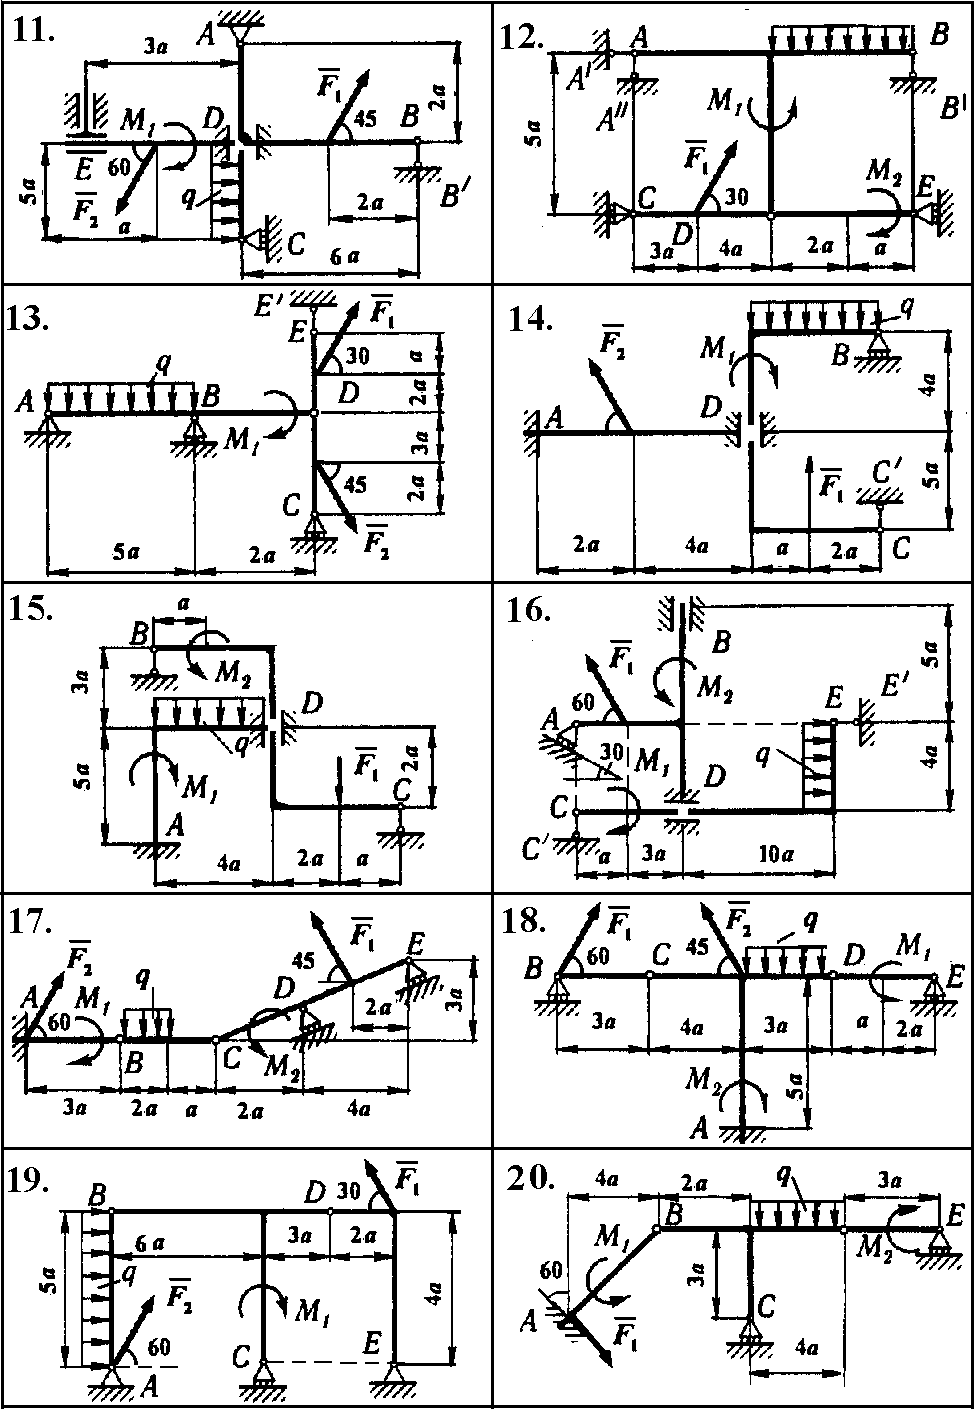 11.
A
3a
F₁
45
2a
M₁
D
B
E
60
5a
F₂
q
a
C
2a
B'
6a
12.
A
B
A'
A''
B'
M₁
5a
F₁
M₂
E
C
30
D
3a
4a
2a
a
13.
E'
F₁
E
30
a
q
A
B
D
2a
M₁
3a
45
C
2a
F₂
5a
2a
14.
q
F₂
M₁
B
4a
A
D
F₁
C'
5a
C
2a
4a
a
2a
15.
a
B
M₂
3a
D
q
5a
M₁
F₁
2a
C
A
4a
2a
a
16.
F₁
B
5a
60
M₂
E
E'
A
30
M₁
D
q
4a
C
C'
a
3a
10a
17.
F₂
F₁
E
A
M₁
q
45
D
2a
3a
60
B
C
M₂
3a
2a
a
2a
4a
18.
F₁
F₂
q
60
C
45
D
M₁
B
E
3a
4a
3a
a
2a
M₂
5a
A
19.
B
D
30
F₁
6a
3a
2a
5a
q
F₂
M₁
4a
60
C
E
A
20.
4a
2a
q
3a
B
E
M₁
M₂
60
3a
A
C
F₁
4a